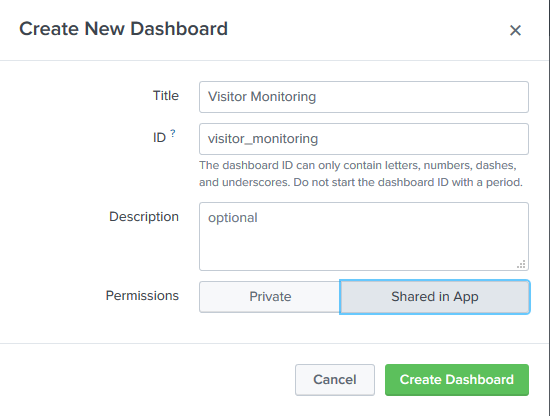 Create New Dashboard ×
Title Visitor Monitoring
ID ? visitor_monitoring
The dashboard ID can only contain letters, numbers, dashes,
and underscores. Do not start the dashboard ID with a period.
Description optional
Permissions Private Shared in App
Cancel Create Dashboard